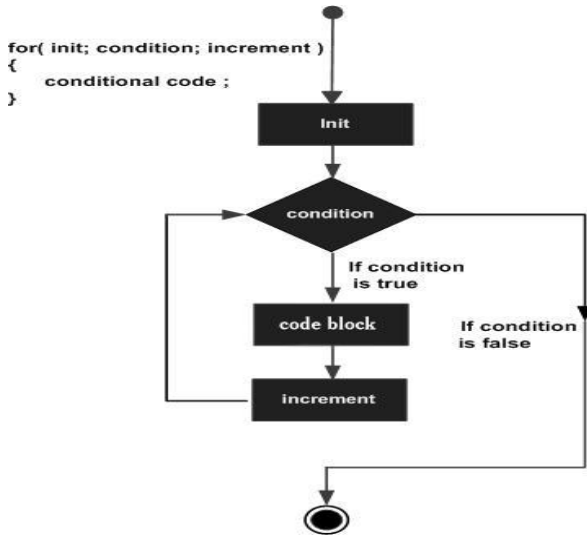 for( init; condition; increment )
{
conditional code ;
}
Init
condition
If condition
is true
code block
If condition
is false
increment